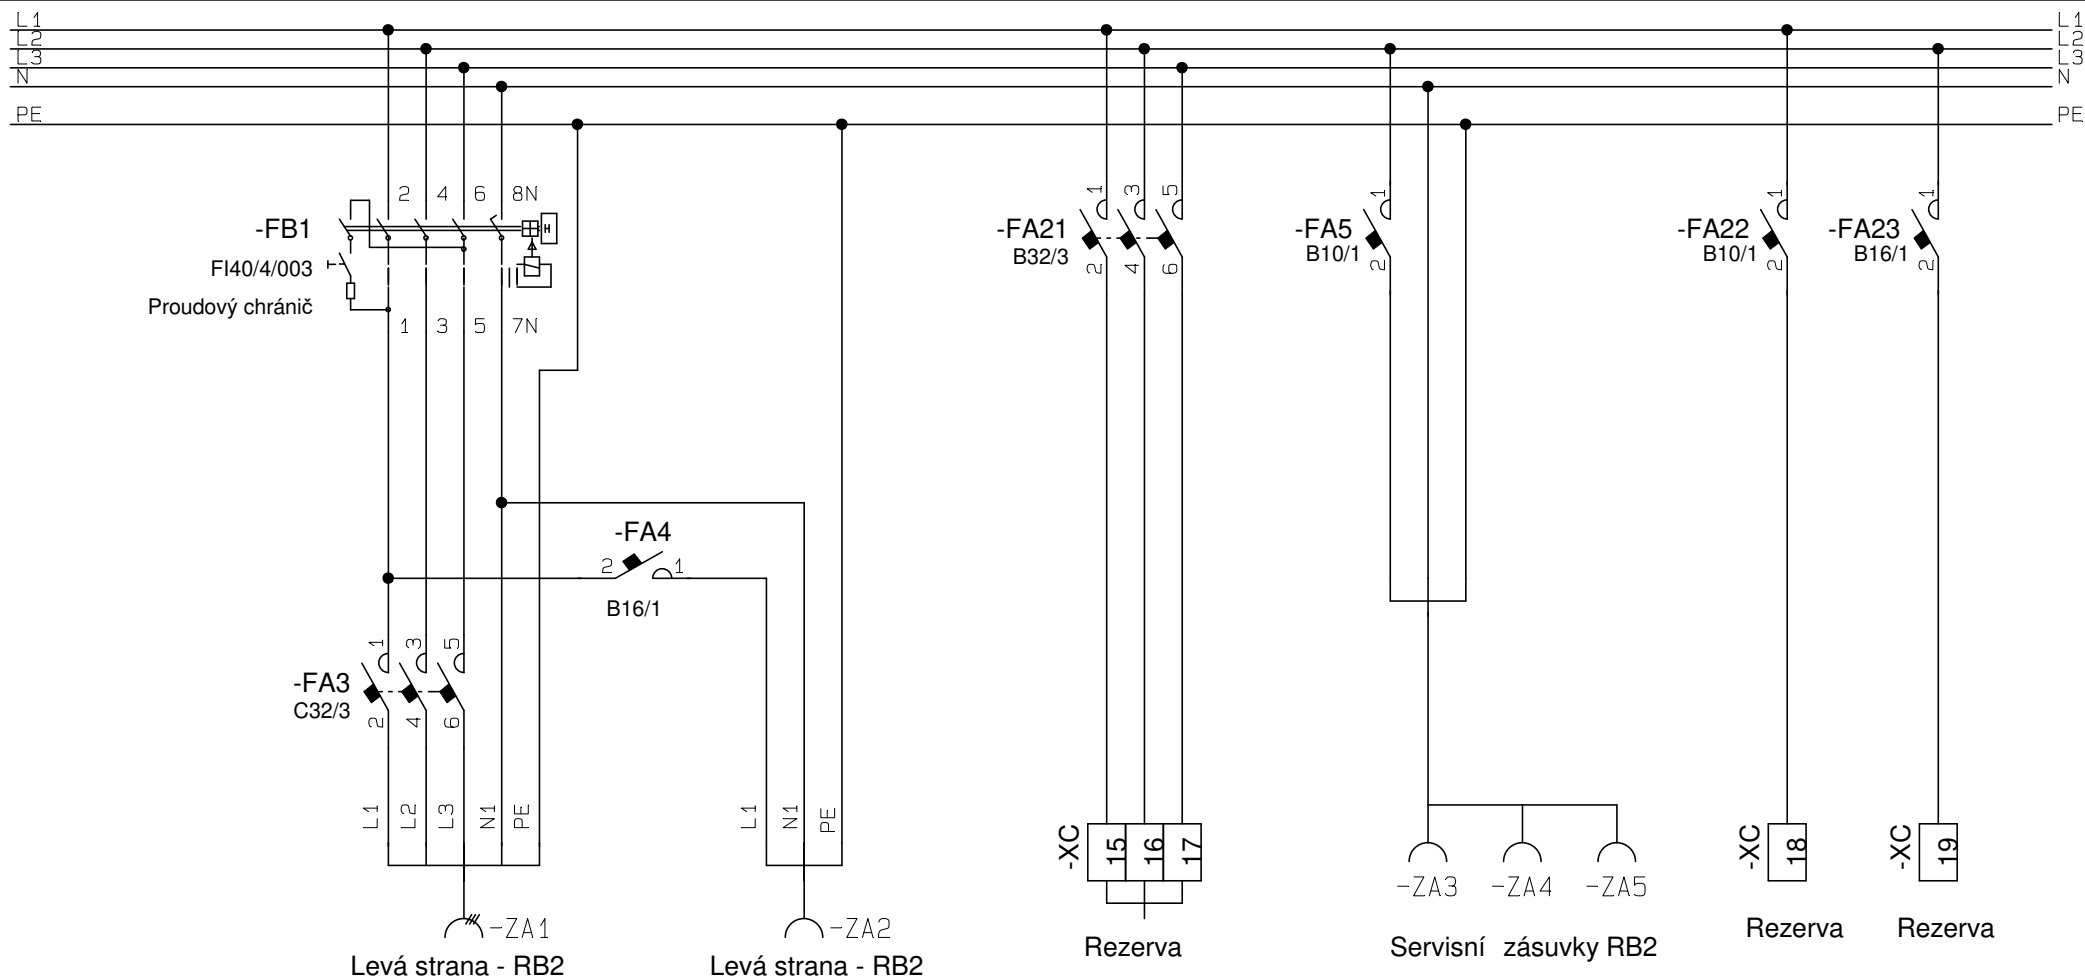 L1 L1
L2 L2
L3 L3
N N
PE PE
2 4 6 8N
-FB1
FI40/4/003
Proudový chránič
H
1 3 5 7N
1 3 5
-FA21
B32/3
2 4 6
1
-FA5
B10/1
2
1
-FA22
B10/1
2
1
-FA23
B16/1
2
-FA4
2 1
B16/1
1 3 5
-FA3
C32/3
2 4 6
L1 L2 L3 N1 PE
L1 N1 PE
-XC 15 16 17
-XC 18
-XC 19
-ZA3 -ZA4 -ZA5
-ZA1
-ZA2
Levá strana - RB2
Levá strana - RB2
Rezerva
Servisní zásuvky RB2
Rezerva
Rezerva